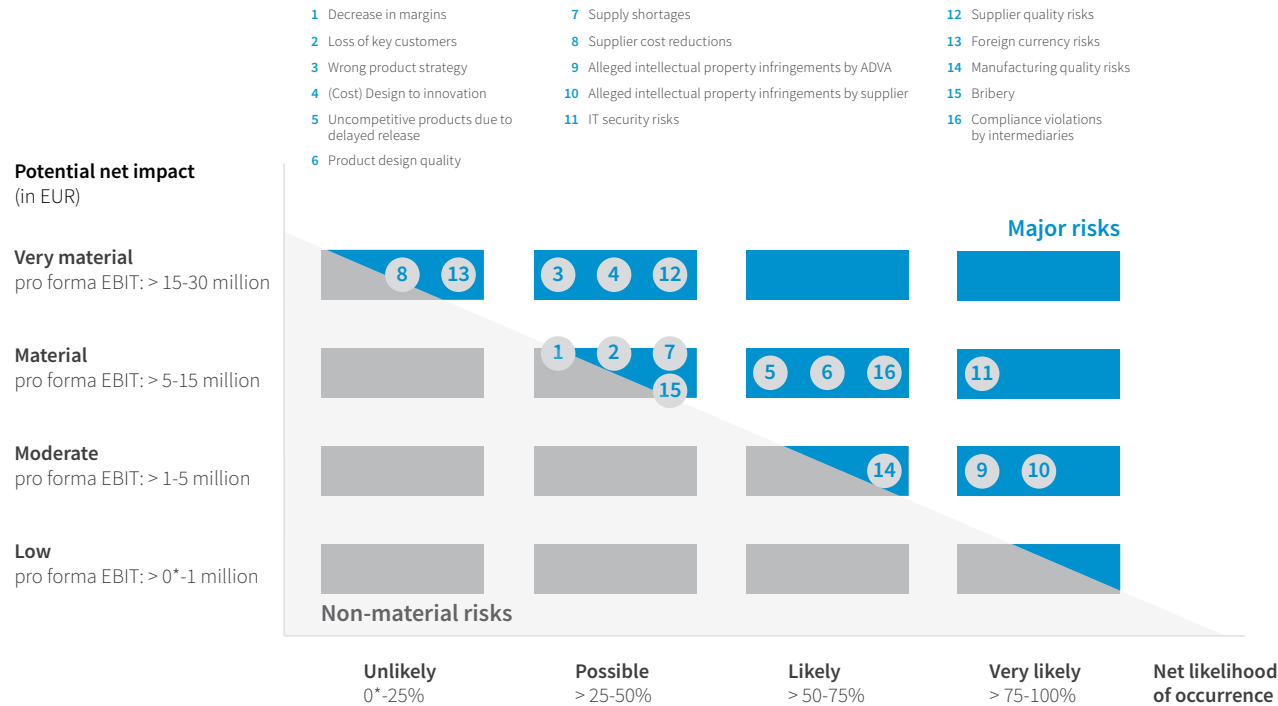 1 Decrease in margins
2 Loss of key customers
3 Wrong product strategy
4 (Cost) Design to innovation
5 Uncompetitive products due to
delayed release
6 Product design quality
7 Supply shortages
8 Supplier cost reductions
9 Alleged intellectual property infringements by ADVA
10 Alleged intellectual property infringements by supplier
11 IT security risks
12 Supplier quality risks
13 Foreign currency risks
14 Manufacturing quality risks
15 Bribery
16 Compliance violations
by intermediaries
Potential net impact
(in EUR)
Major risks
Very material
pro forma EBIT: > 15-30 million
8 13 3 4 12
Material
pro forma EBIT: > 5-15 million
1 2 7
15
5 6 16 11
Moderate
pro forma EBIT: > 1-5 million
14 9 10
Low
pro forma EBIT: > 0*-1 million
Non-material risks
Unlikely
0*-25%
Possible
> 25-50%
Likely
> 50-75%
Very likely
> 75-100%
Net likelihood
of occurrence